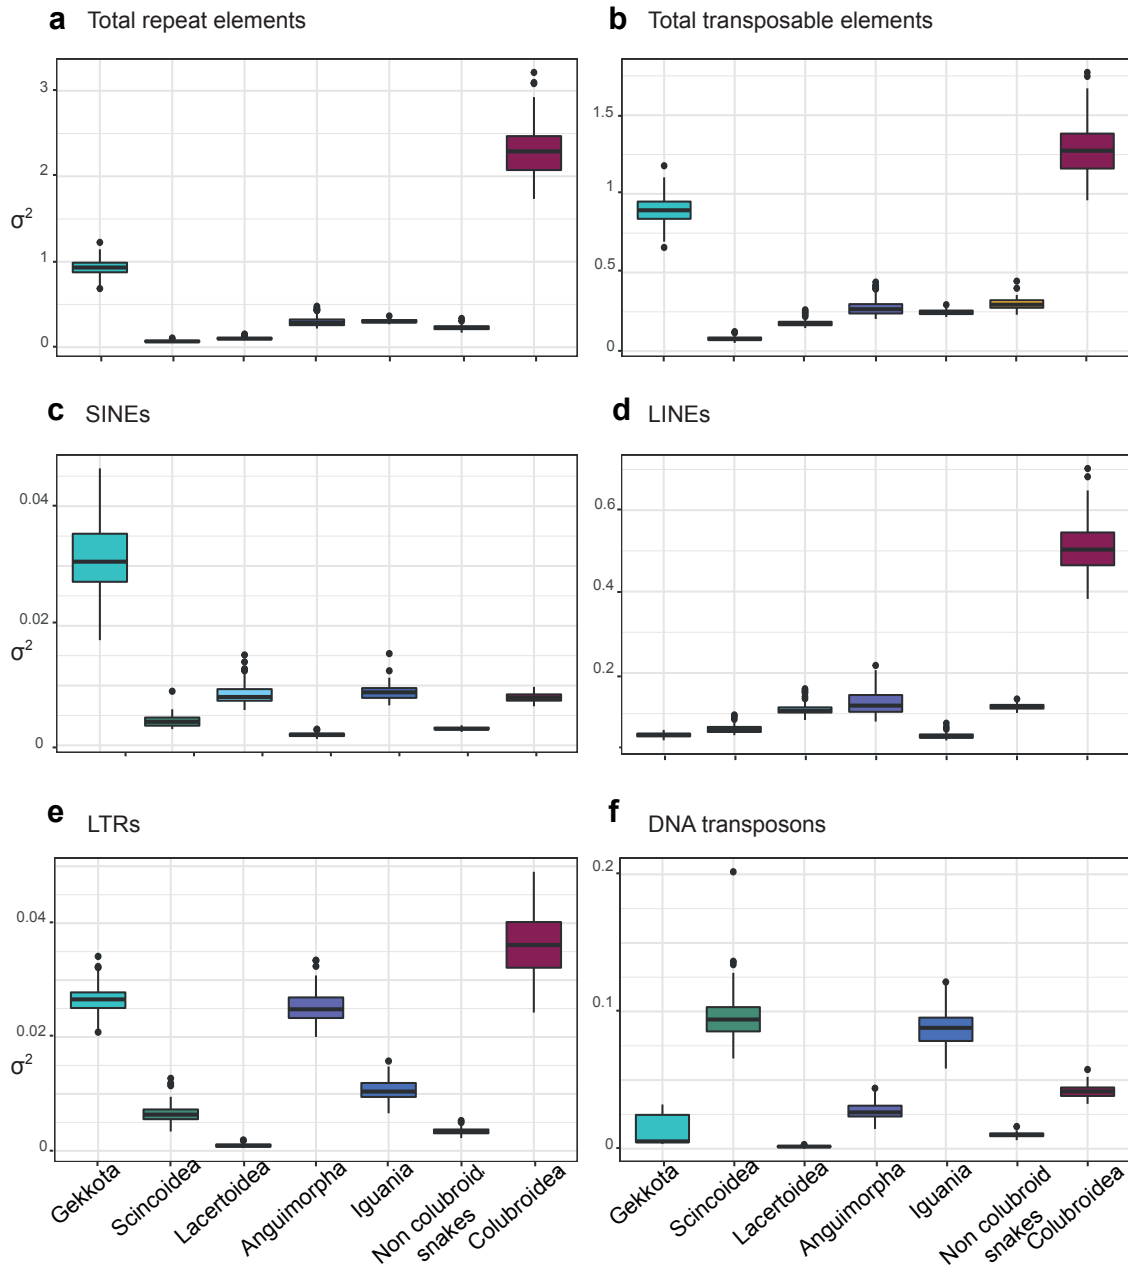 a Total repeat elements
3
2
1
0
σ²
b Total transposable elements
1.5
1
0.5
0
c SINEs
0.04
0.02
0
σ²
d LINEs
0.6
0.4
0.2
e LTRs
0.04
0.02
0
σ²
f DNA transposons
0.2
0.1
0
Gekkota
Scincoidea
Lacertoidea
Anguimorpha
Iguania
Non colubroid
snakes
Colubroidea
Gekkota
Scincoidea
Lacertoidea
Anguimorpha
Iguania
Non colubroid
snakes
Colubroidea